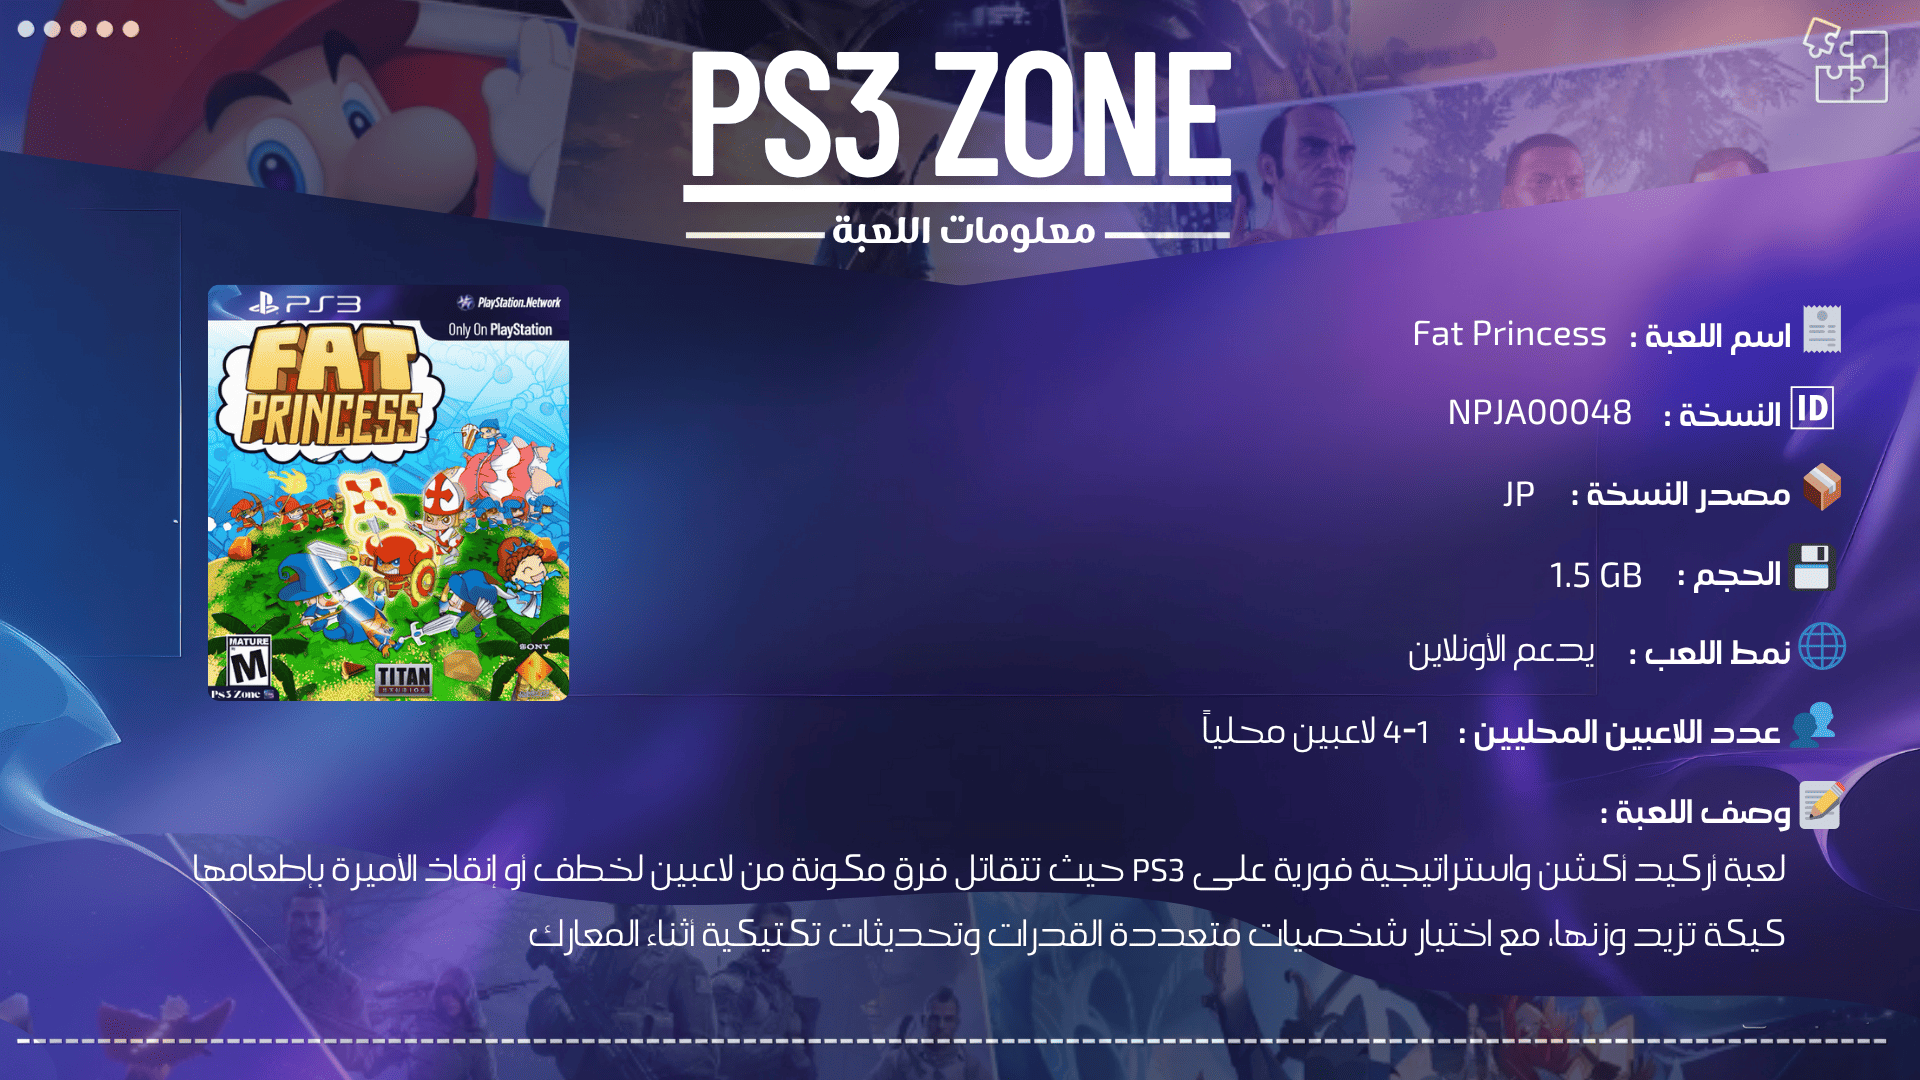 PS3 ZONE
معلومات اللعبة
PS3
PlayStation.Network
Only On PlayStation
FAT
PRINCESS
MATURE
M
Ps3 Zone
TITAN
STUDIOS
SONY
اسم اللعبة : Fat Princess
ID النسخة : NPJA00048
مصدر النسخة : JP
الحجم : 1.5 GB
نمط اللعب : يدعم الأونلاين
عدد اللاعبين المحليين : 1-4 لاعبين محلياً
وصف اللعبة :
لعبة أركيد أكشن واستراتيجية فورية على PS3 حيث تتقاتل فرق مكونة من لاعبين لخطف أو إنقاذ الأميرة بإطعامها
كيكة تزيد وزنها، مع اختيار شخصيات متعددة القدرات وتحديثات تكتيكية أثناء المعارك